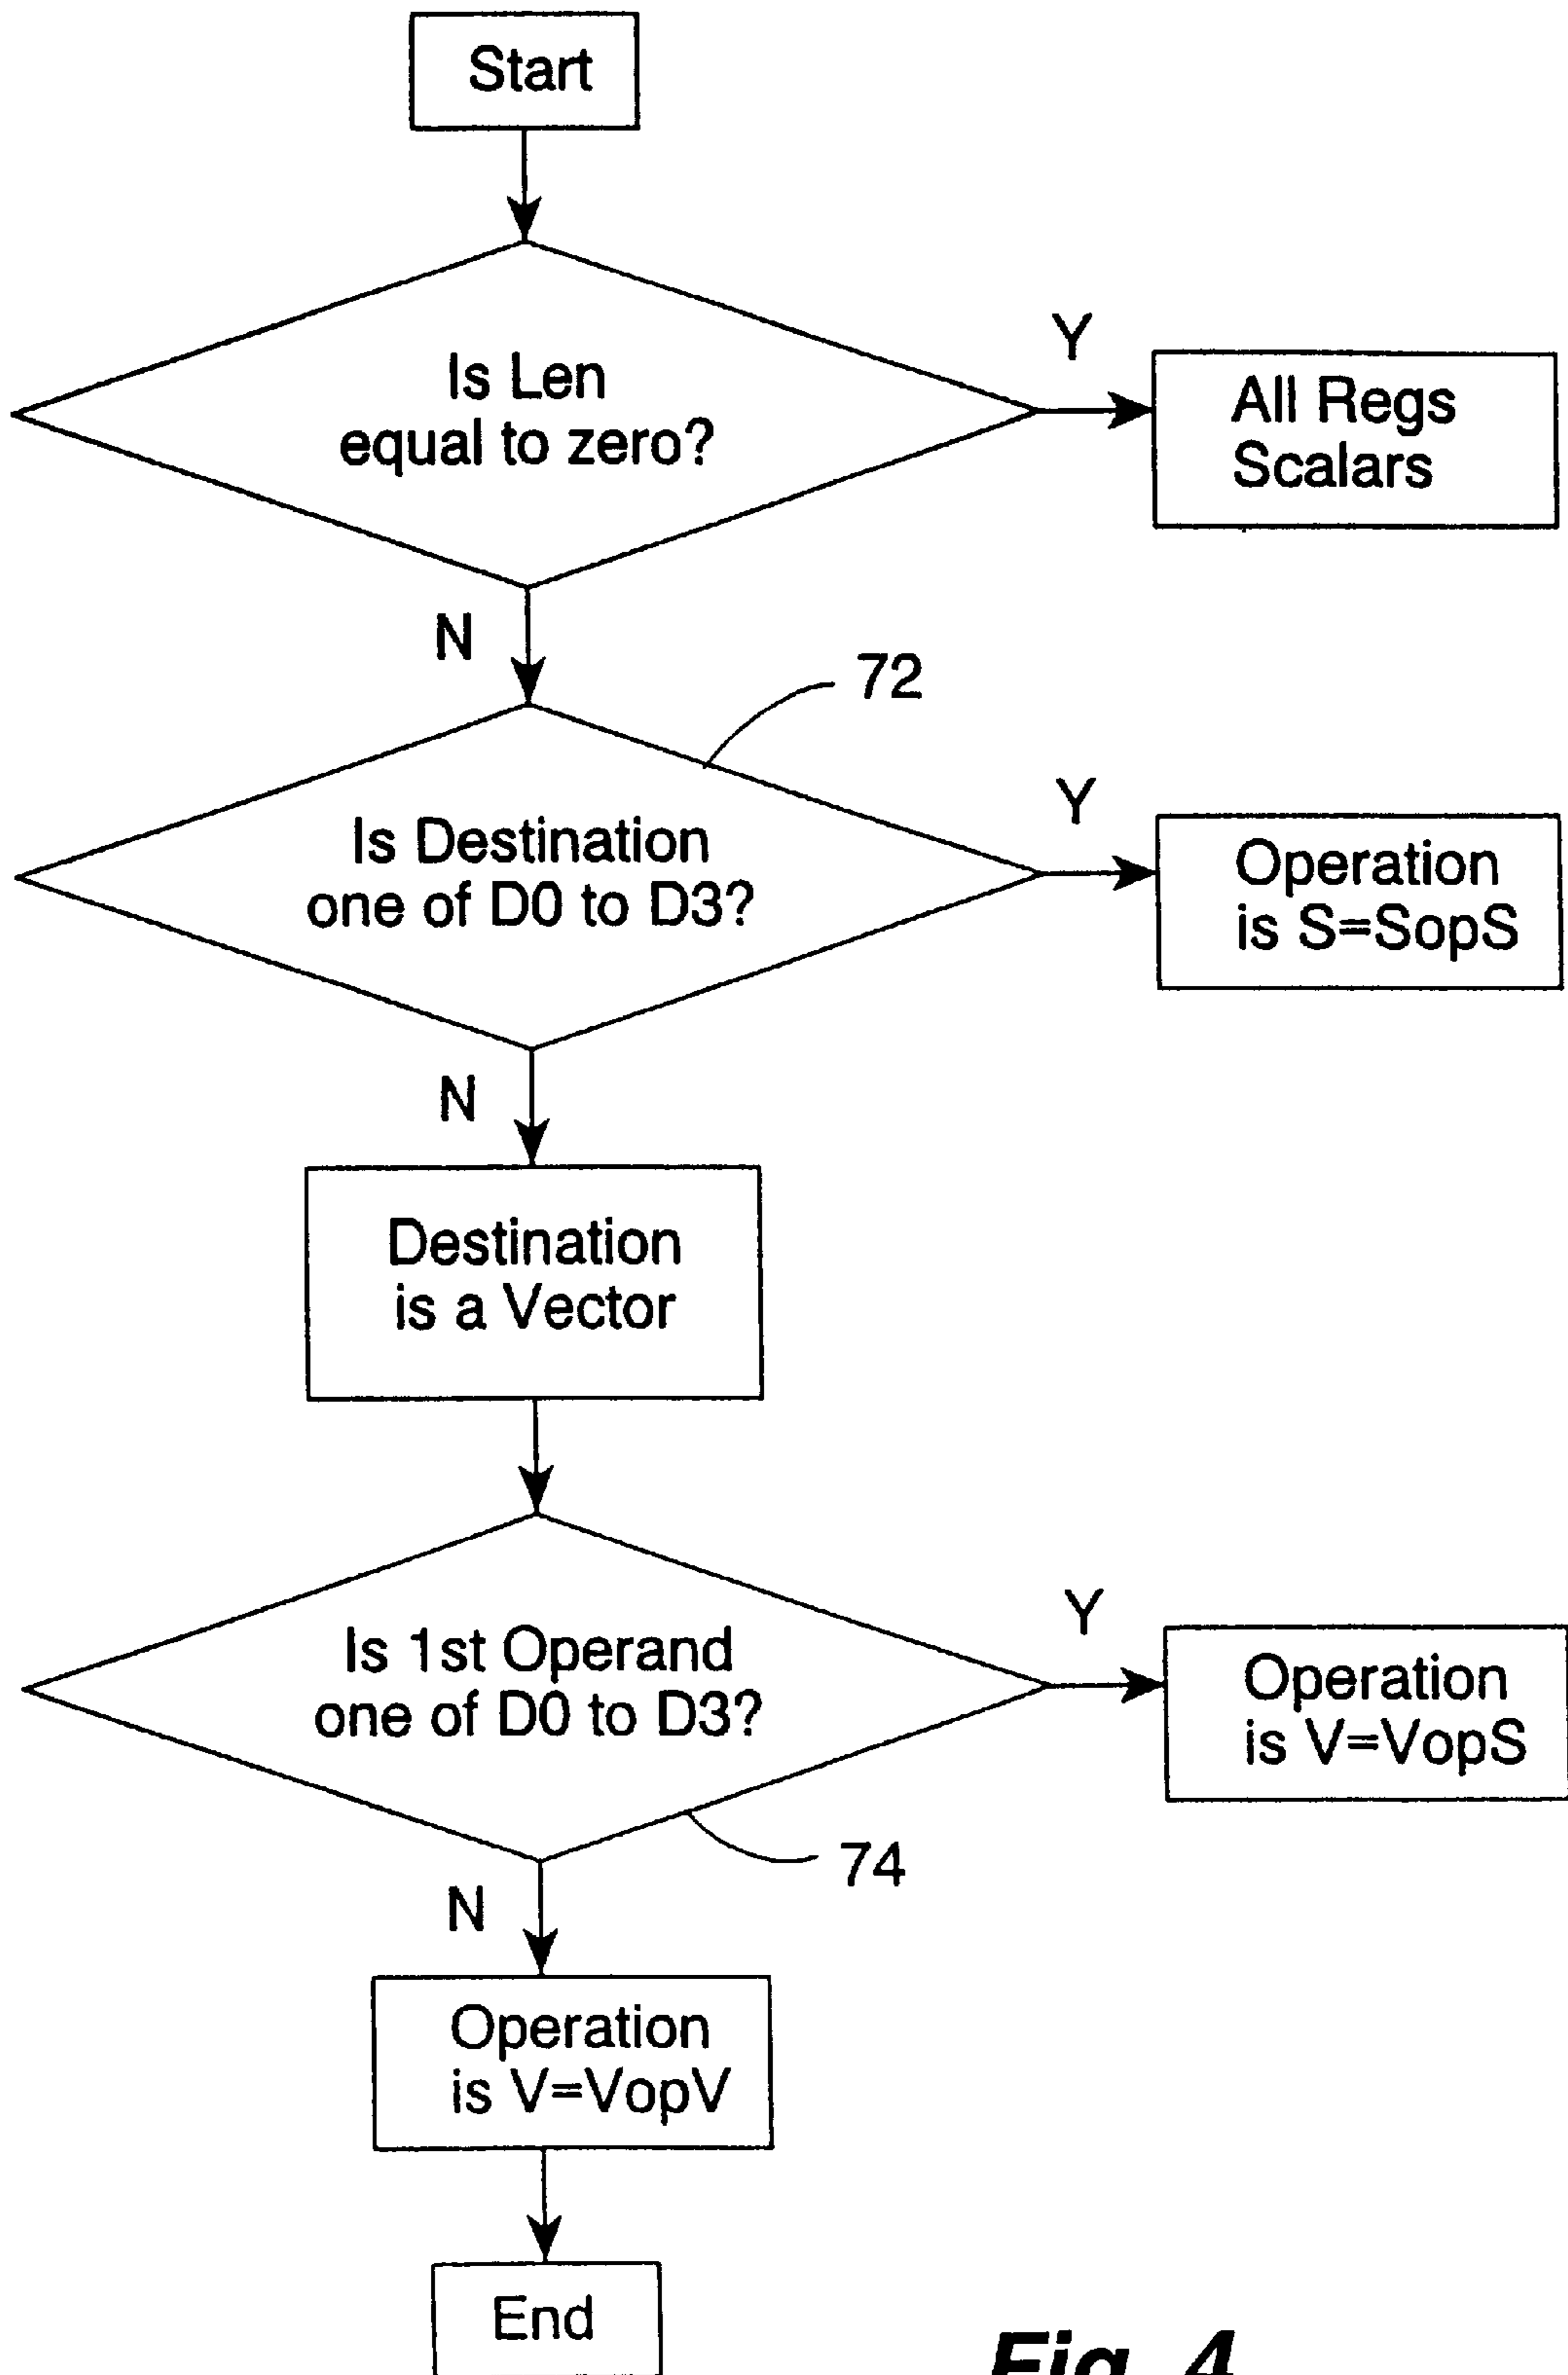 Start
Is Len
equal to zero?
Y
All Regs
Scalars
N
72
Is Destination
one of D0 to D3?
Y
Operation
is S=SopS
N
Destination
is a Vector
Is 1st Operand
one of D0 to D3?
Y
Operation
is V=VopS
74
N
Operation
is V=VopV
End
Fig. 4